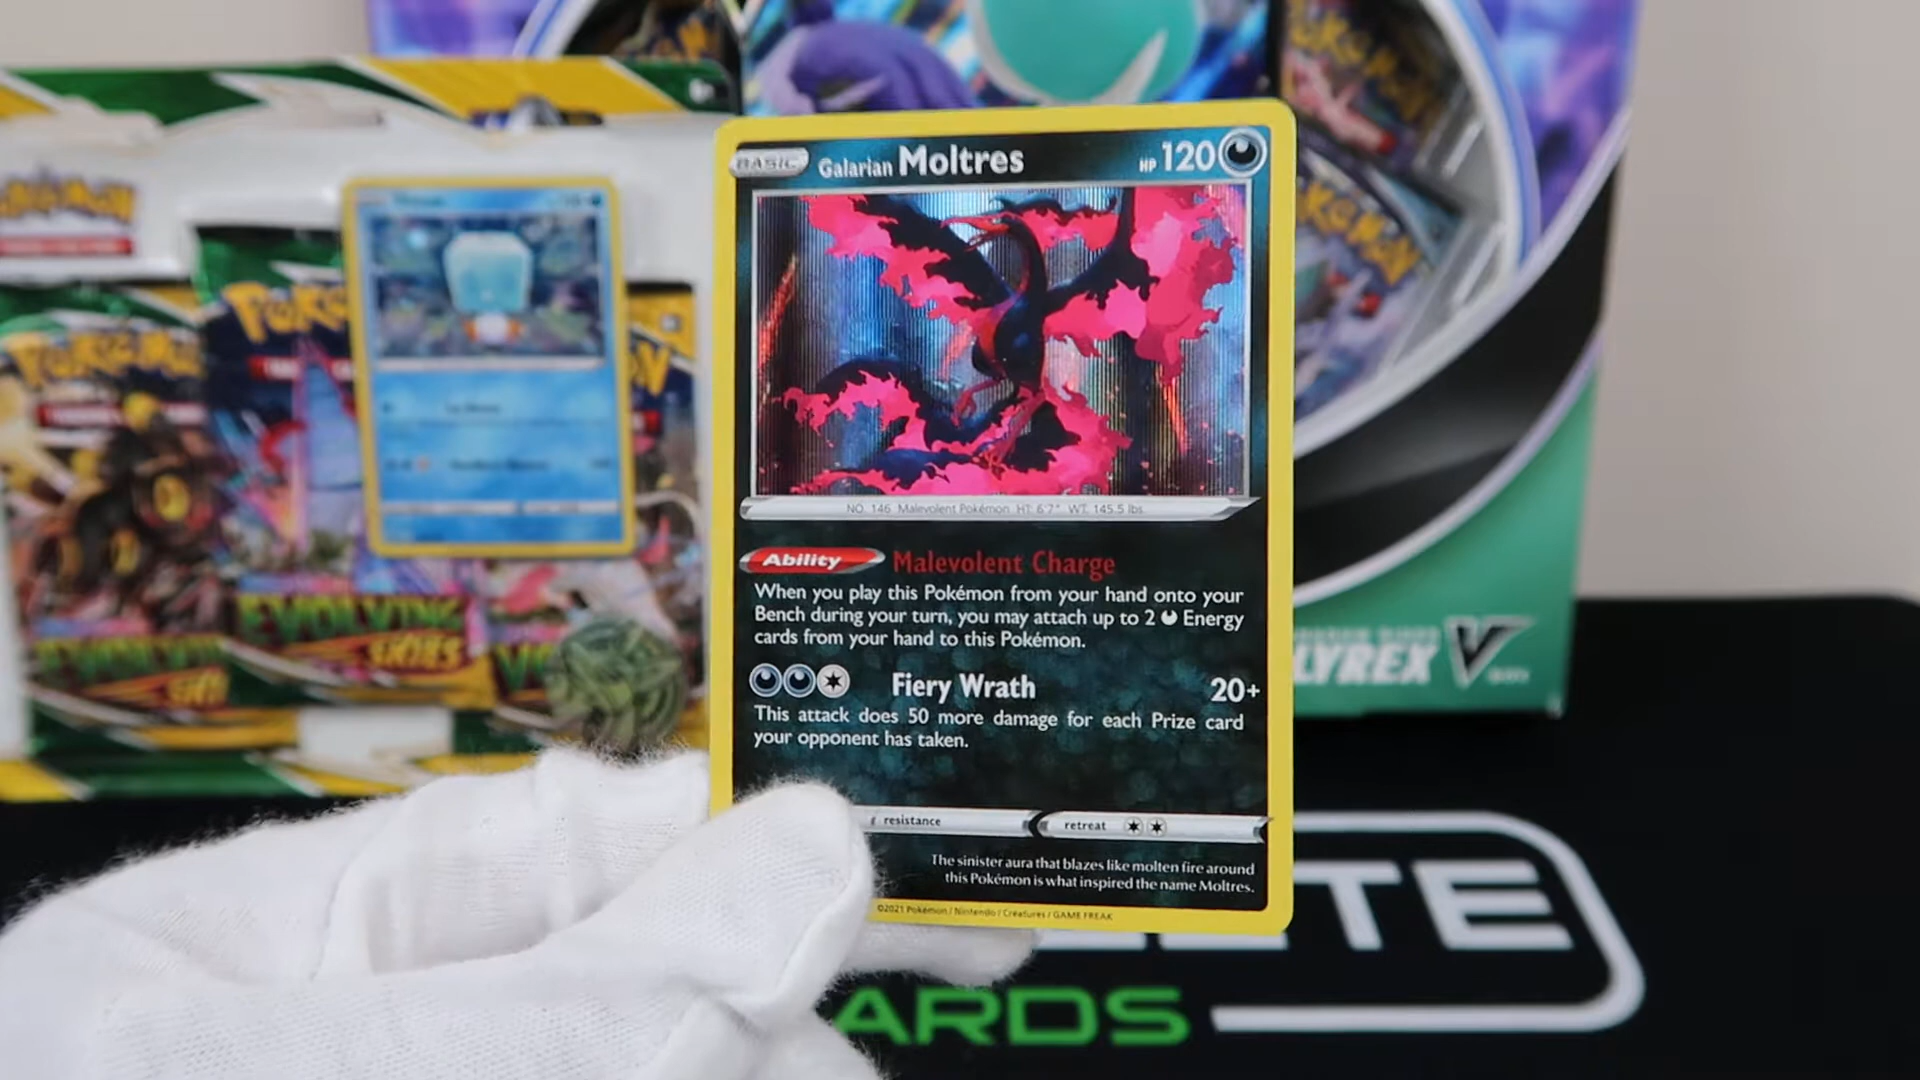 BASIC Galarian Moltres HP 120
NO. 146 Malevolent Pokémon HT: 6'7" WT: 145.5 lbs.
Ability Malevolent Charge
When you play this Pokémon from your hand onto your
Bench during your turn, you may attach up to 2 Energy
cards from your hand to this Pokémon.
Fiery Wrath 20+
This attack does 50 more damage for each Prize card
your opponent has taken.
resistance
retreat
The sinister aura that blazes like molten fire around
this Pokémon is what inspired the name Moltres.
©2021 Pokémon / Nintendo / Creatures / GAME FREAK
POKÉMON
EVOLVING
SKIES
LYREX V
ARDS